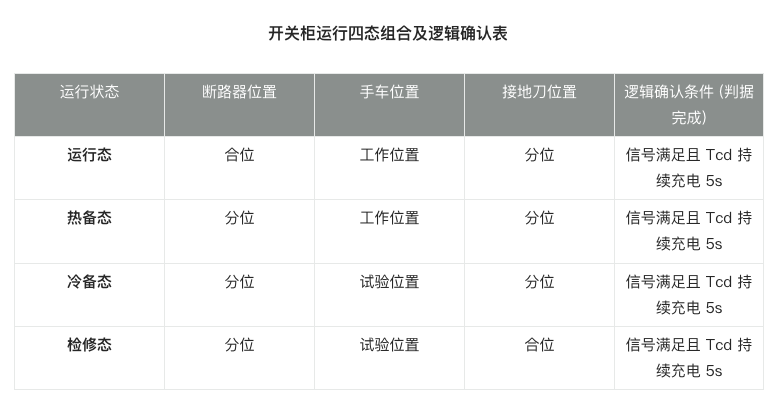 开关柜运行四态组合及逻辑确认表
运行状态 断路器位置 手车位置 接地刀位置 逻辑确认条件 (判据
完成)
运行态 合位 工作位置 分位 信号满足且 Tcd 持
续充电 5s
热备态 分位 工作位置 分位 信号满足且 Tcd 持
续充电 5s
冷备态 分位 试验位置 分位 信号满足且 Tcd 持
续充电 5s
检修态 分位 试验位置 合位 信号满足且 Tcd 持
续充电 5s